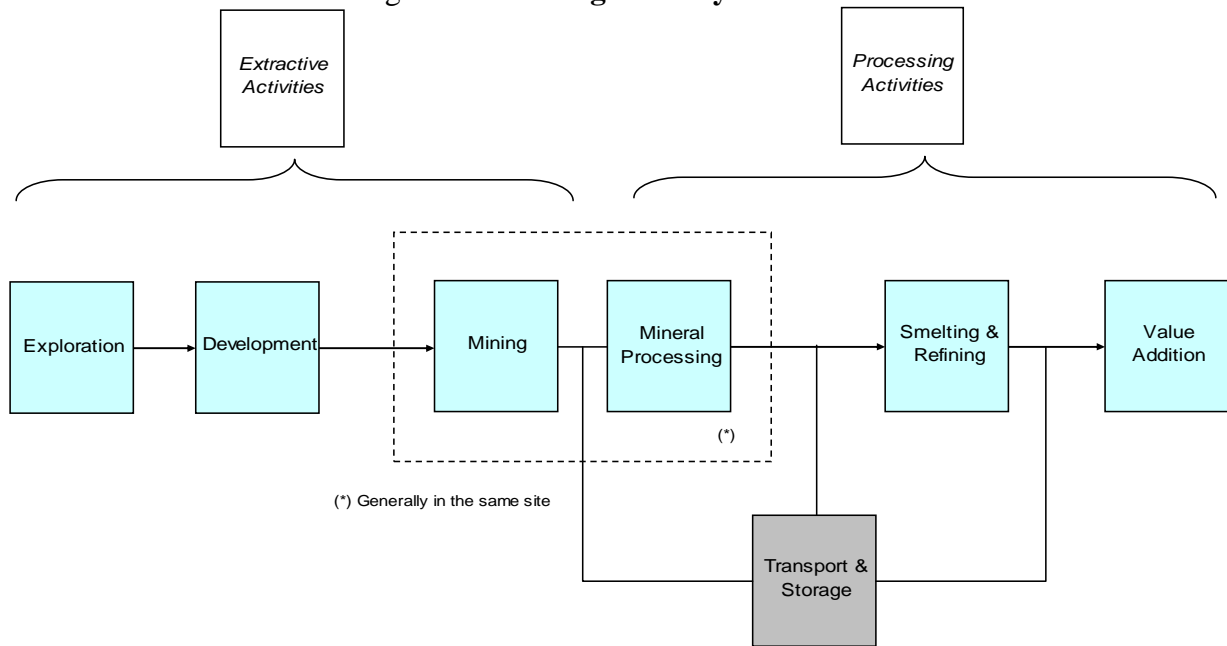 Extractive
Activities
Processing
Activities
Exploration
Development
Mining
Mineral
Processing
Smelting &
Refining
Value
Addition
(*)
(*) Generally in the same site
Transport &
Storage